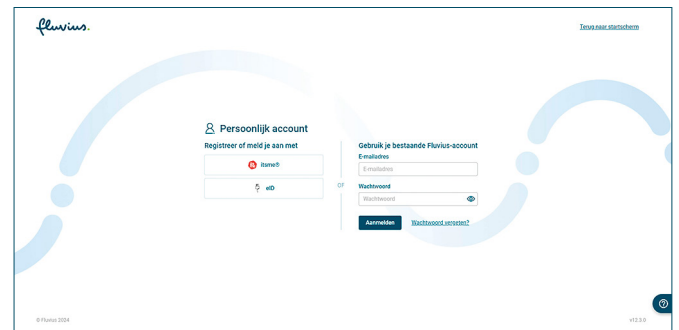 fluvius.
Terug naar startscherm
Persoonlijk account
Registreer of meld je aan met
itsme®
eID
OF
Gebruik je bestaande Fluvius-account
E-mailadres
E-mailadres
Wachtwoord
Wachtwoord
Aanmelden
Wachtwoord vergeten?
© Fluvius 2024
v12.3.0